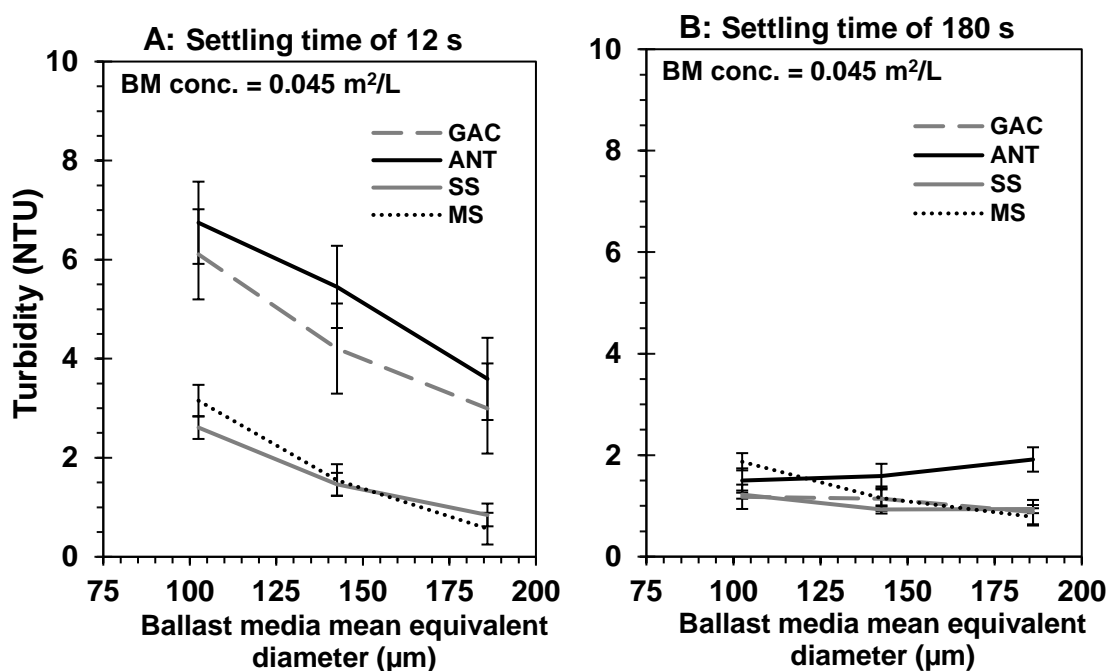 A: Settling time of 12 s
BM conc. = 0.045 m²/L
GAC
ANT
SS
MS
Turbidity (NTU)
10
8
6
4
2
0
75 100 125 150 175 200
Ballast media mean equivalent
diameter (µm)
B: Settling time of 180 s
BM conc. = 0.045 m²/L
GAC
ANT
SS
MS
10
8
6
4
2
0
75 100 125 150 175 200
Ballast media mean equivalent
diameter (µm)